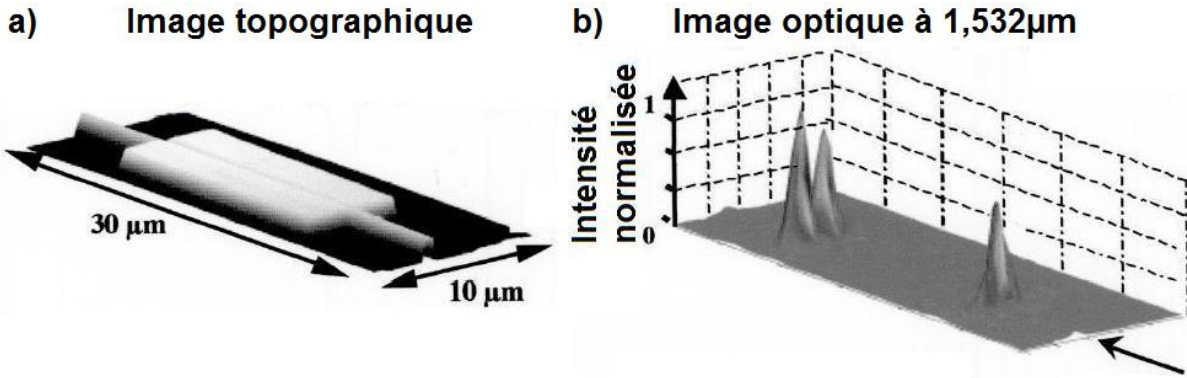 a) Image topographique
30 µm
10 µm
b) Image optique à 1,532µm
Intensité
normalisée
1
0